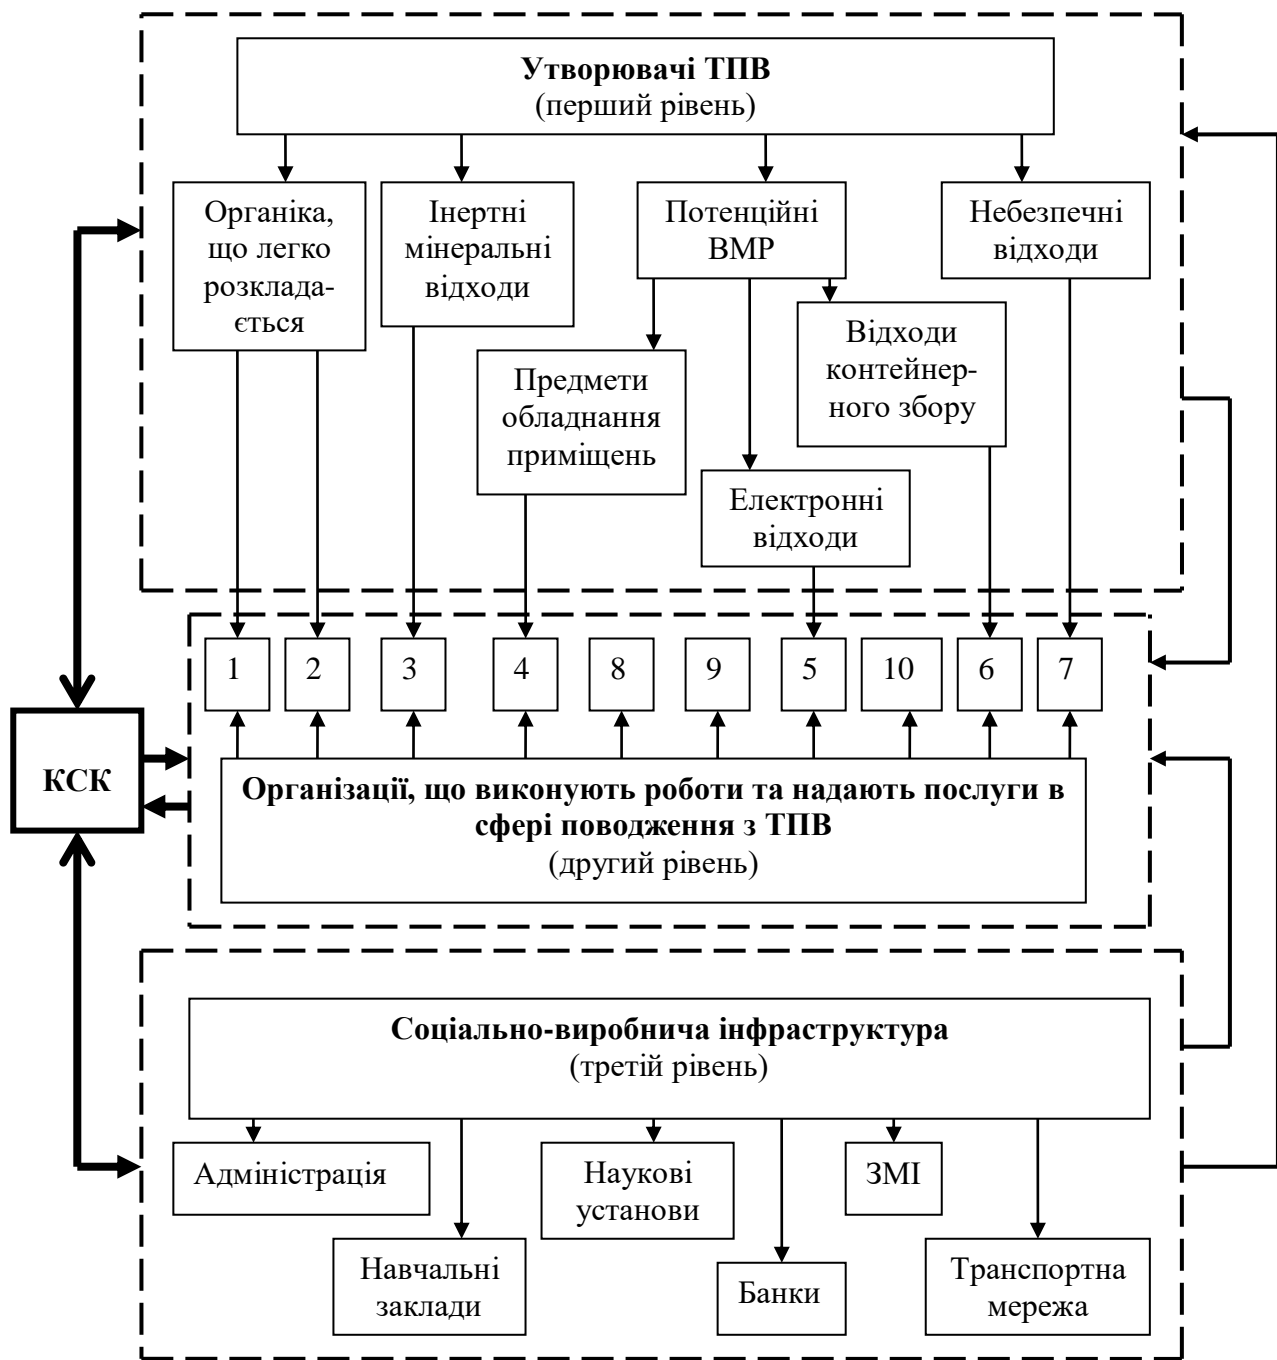 Утворювачі ТПВ
(перший рівень)
Органіка,
що легко
розклада-
ється
Інертні
мінеральні
відходи
Потенційні
ВМР
Небезпечні
відходи
Предмети
обладнання
приміщень
Відходи
контейнер-
ного збору
Електронні
відходи
1 2 3 4 8 9 5 10 6 7
КСК
Організації, що виконують роботи та надають послуги в
сфері поводження з ТПВ
(другий рівень)
Соціально-виробнича інфраструктура
(третій рівень)
Адміністрація
Навчальні
заклади
Наукові
установи
Банки
ЗМІ
Транспортна
мережа